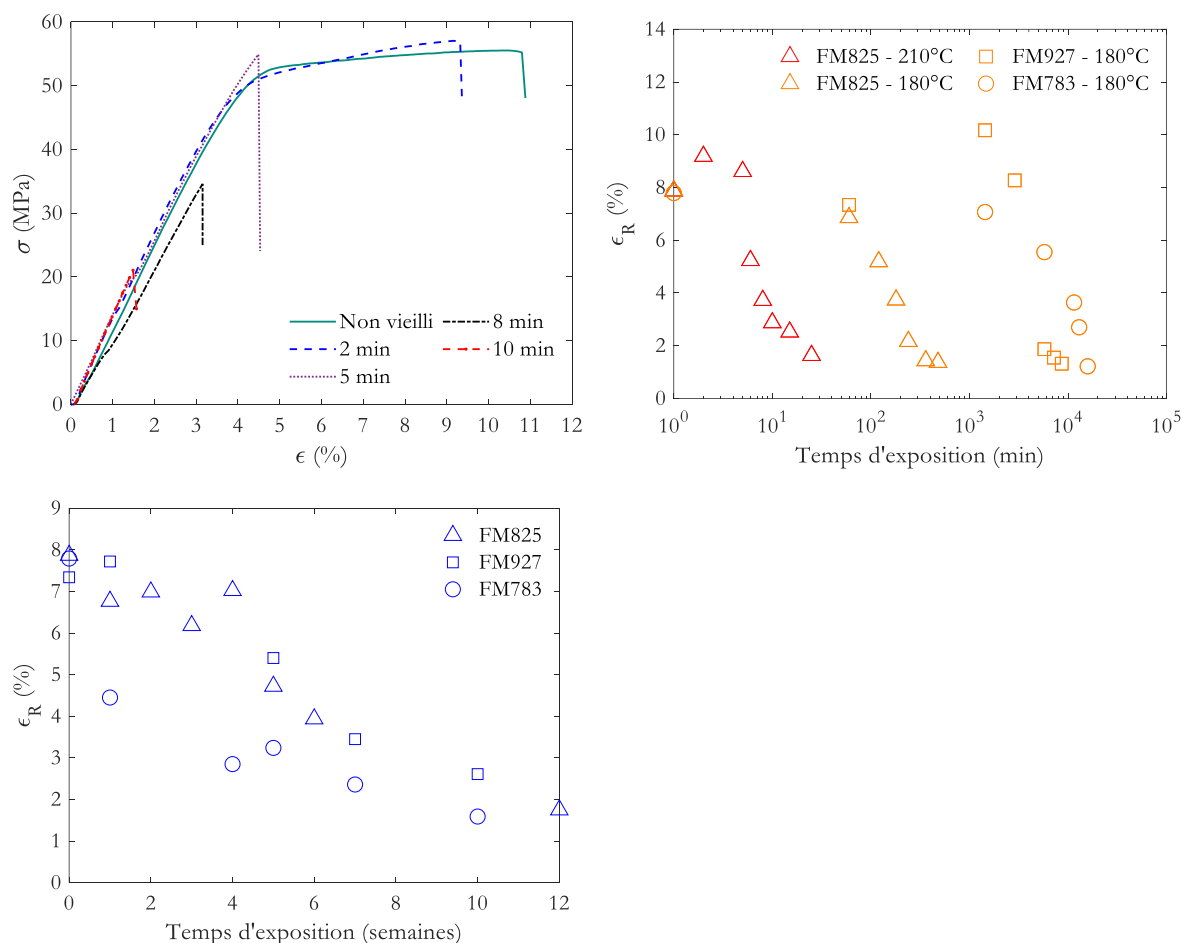 60
50
40
30
20
10
0
σ (MPa)
Non vieilli
2 min
5 min
8 min
10 min
0 1 2 3 4 5 6 7 8 9 10 11 12
ϵ (%)
14
12
10
8
6
4
2
0
ϵR (%)
FM825 - 210°C
FM825 - 180°C
FM927 - 180°C
FM783 - 180°C
10^0 10^1 10^2 10^3 10^4 10^5
Temps d'exposition (min)
9
8
7
6
5
4
3
2
1
0
ϵR (%)
FM825
FM927
FM783
0 2 4 6 8 10 12
Temps d'exposition (semaines)